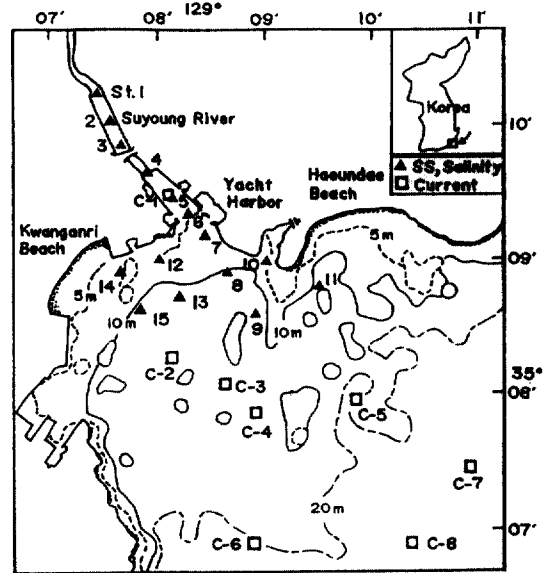 129°
07′ 08′ 09′ 10′ 11′
St. 1
2 Suyoung River
3
4
C-1 5
6
7
Yacht
Harbor
Haeundae
Beach
Korea
▲ SS, Salinity
□ Current
10′
Kwanganri
Beach
5m
5m
09′
12
10
14
8
11
13
15
9
10m
10m
35°
08′
C-2
C-3
C-4
C-5
C-7
20m
07′
C-6
C-8